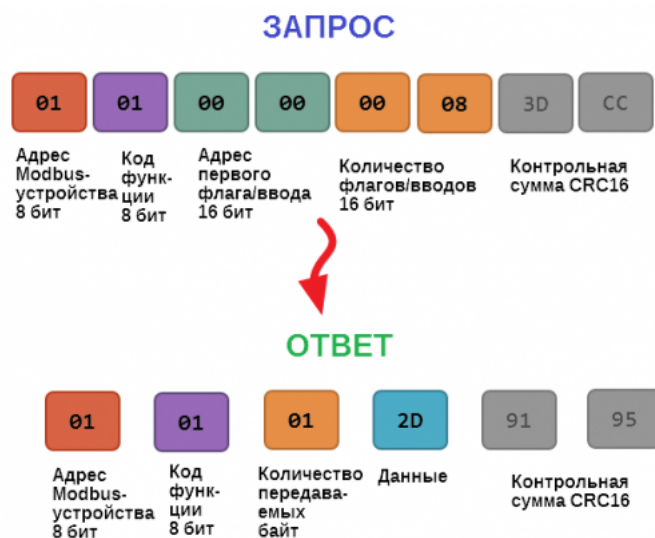 ЗАПРОС
01 01 00 00 00 08 3D CC
Адрес
Modbus-
устройства
8 бит
Код
функ-
ции
8 бит
Адрес
первого
флага/ввода
16 бит
Количество
флагов/вводов
16 бит
Контрольная
сумма CRC16
ОТВЕТ
01 01 01 2D 91 95
Адрес
Modbus-
устройства
8 бит
Код
функ-
ции
8 бит
Количество
передава-
емых
байт
Данные
Контрольная
сумма CRC16